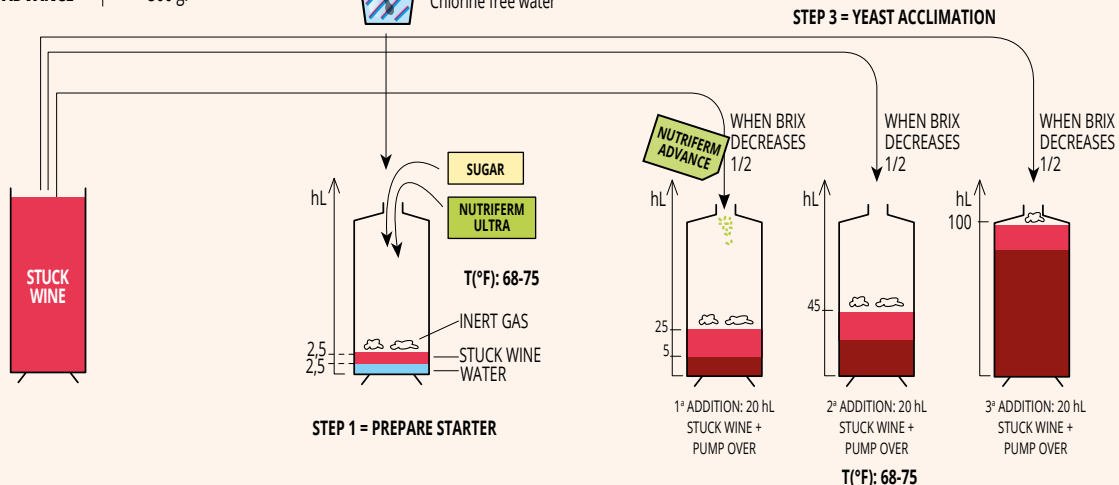 Chlorine free water
STEP 3 = YEAST ACCLIMATION
STUCK
WINE
hL
SUGAR
NUTRIFERM
ULTRA
T(°F): 68-75
INERT GAS
STUCK WINE
WATER
2,5
2,5
STEP 1 = PREPARE STARTER
NUTRIFERM
ADVANCE
WHEN BRIX
DECREASES
1/2
hL
25
5
1ª ADDITION: 20 hL
STUCK WINE +
PUMP OVER
WHEN BRIX
DECREASES
1/2
hL
45
2ª ADDITION: 20 hL
STUCK WINE +
PUMP OVER
T(°F): 68-75
WHEN BRIX
DECREASES
1/2
hL
100
3ª ADDITION: 20 hL
STUCK WINE +
PUMP OVER